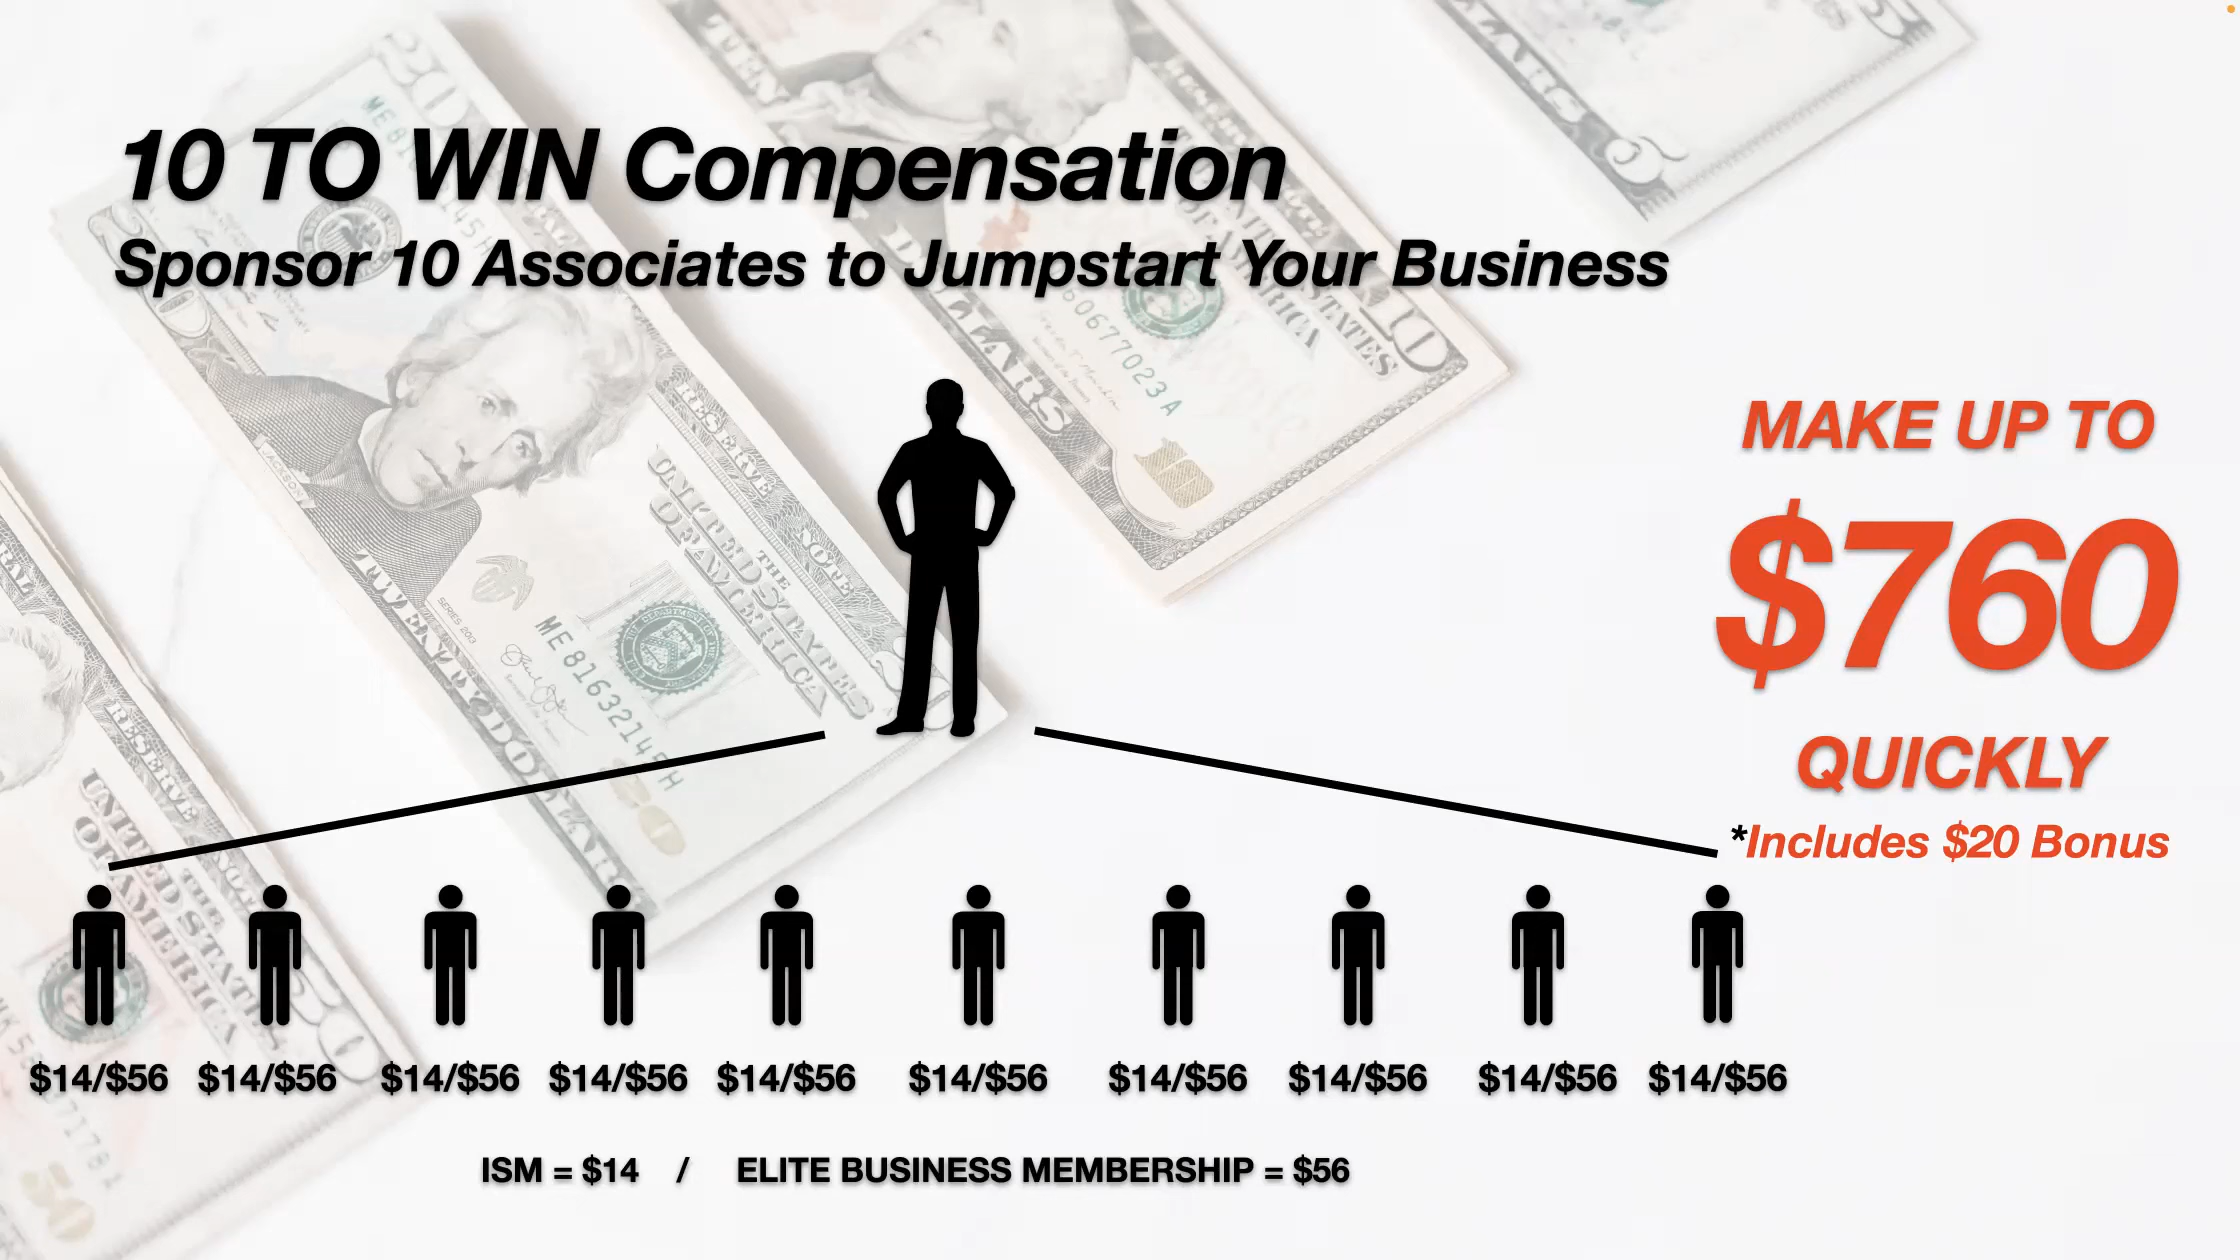 10 TO WIN Compensation
Sponsor 10 Associates to Jumpstart Your Business
MAKE UP TO
$760
QUICKLY
*Includes $20 Bonus
$14/$56 $14/$56 $14/$56 $14/$56 $14/$56 $14/$56 $14/$56 $14/$56 $14/$56 $14/$56
ISM = $14 / ELITE BUSINESS MEMBERSHIP = $56